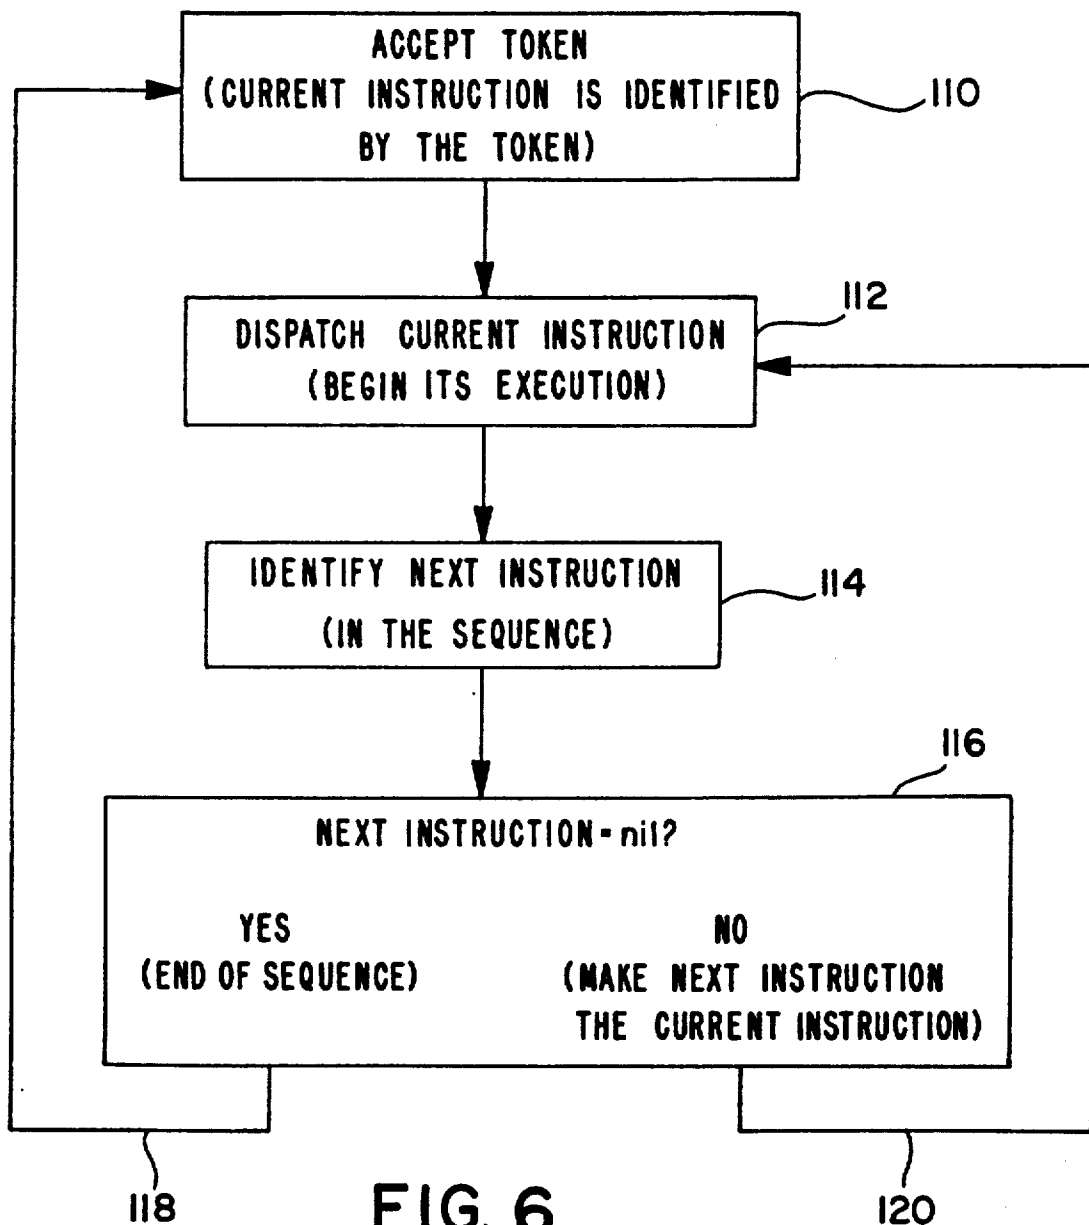 ACCEPT TOKEN
(CURRENT INSTRUCTION IS IDENTIFIED
BY THE TOKEN)
110
DISPATCH CURRENT INSTRUCTION
(BEGIN ITS EXECUTION)
112
IDENTIFY NEXT INSTRUCTION
(IN THE SEQUENCE)
114
116
NEXT INSTRUCTION = nil?
YES
(END OF SEQUENCE)
NO
(MAKE NEXT INSTRUCTION
THE CURRENT INSTRUCTION)
118
FIG. 6
120